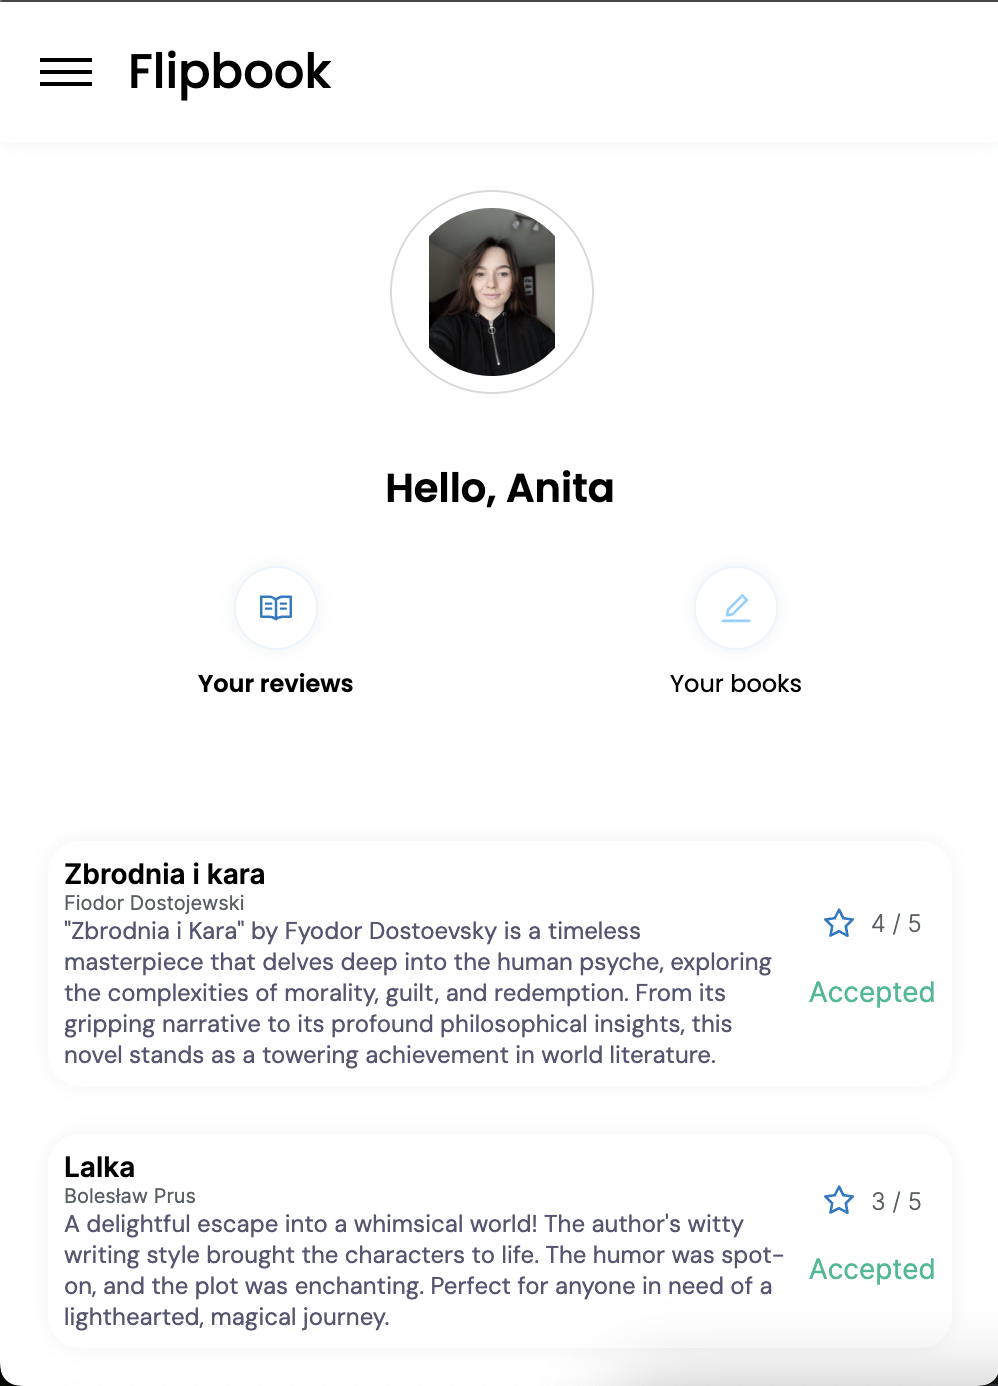 Flipbook
Hello, Anita
Your reviews
Your books
Zbrodnia i kara
Fiodor Dostojewski
"Zbrodnia i Kara" by Fyodor Dostoevsky is a timeless
masterpiece that delves deep into the human psyche, exploring
the complexities of morality, guilt, and redemption. From its
gripping narrative to its profound philosophical insights, this
novel stands as a towering achievement in world literature.
4 / 5
Accepted
Lalka
Bolesław Prus
A delightful escape into a whimsical world! The author's witty
writing style brought the characters to life. The humor was spot-
on, and the plot was enchanting. Perfect for anyone in need of a
lighthearted, magical journey.
3 / 5
Accepted